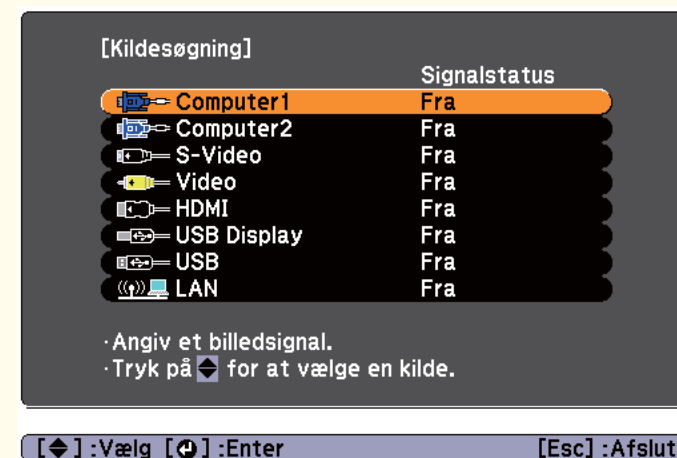 [Kildesøgning]
Signalstatus
Computer1 Fra
Computer2 Fra
S-Video Fra
Video Fra
HDMI Fra
USB Display Fra
USB Fra
LAN Fra
·Angiv et billedsignal.
·Tryk på for at vælge en kilde.
[ ] :Vælg [ ] :Enter [Esc] :Afslut